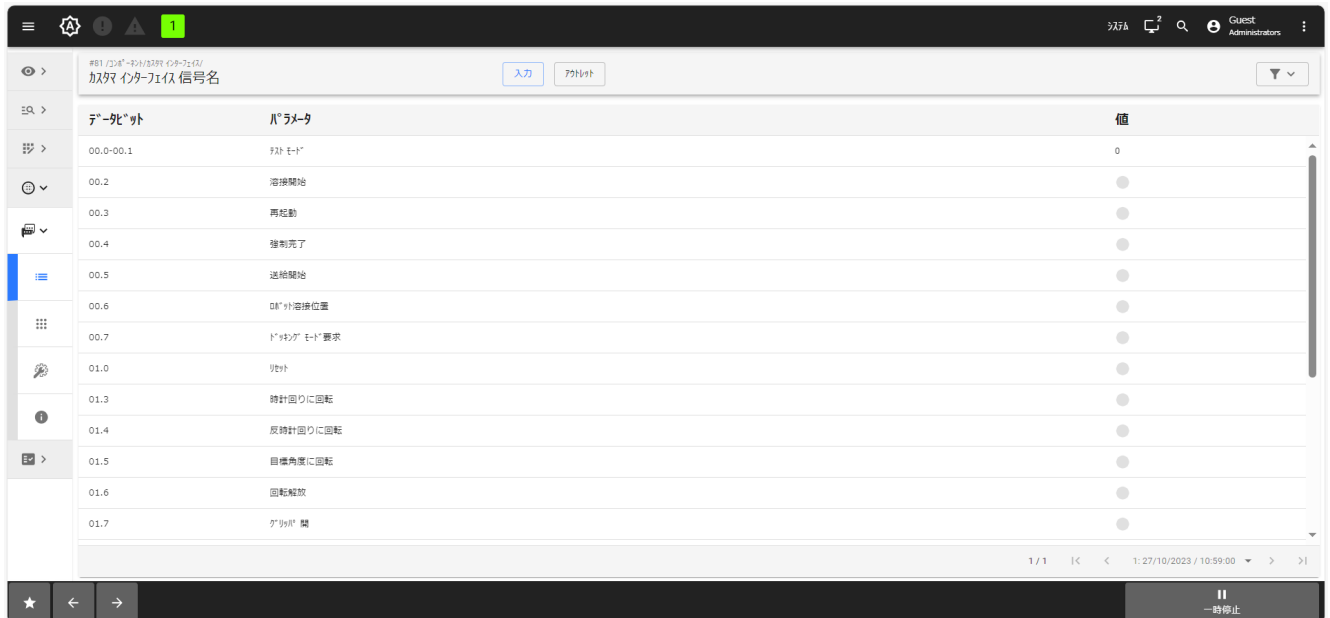 1
ｼｽﾃﾑ
2
Guest
Administrators
#81 /ｺﾝﾎﾟｰﾈﾝﾄ/ｶｽﾀﾏ ｲﾝﾀｰﾌｪｲｽ/
ｶｽﾀﾏ ｲﾝﾀｰﾌｪｲｽ 信号名
入力
ｱｳﾄﾚｯﾄ
ﾃﾞｰﾀﾋﾞｯﾄ ﾊﾟﾗﾒｰﾀ 値
00.0-00.1 ﾃｽﾄ ﾓｰﾄﾞ 0
00.2 溶接開始
00.3 再起動
00.4 強制完了
00.5 送給開始
00.6 ﾛﾎﾞｯﾄ溶接位置
00.7 ﾄﾞｯｷﾝｸﾞ ﾓｰﾄﾞ要求
01.0 ﾘｾｯﾄ
01.3 時計回りに回転
01.4 反時計回りに回転
01.5 目標角度に回転
01.6 回転解放
01.7 ｸﾞﾘｯﾊﾟ 開
1 / 1 1: 27/10/2023 / 10:59:00
一時停止